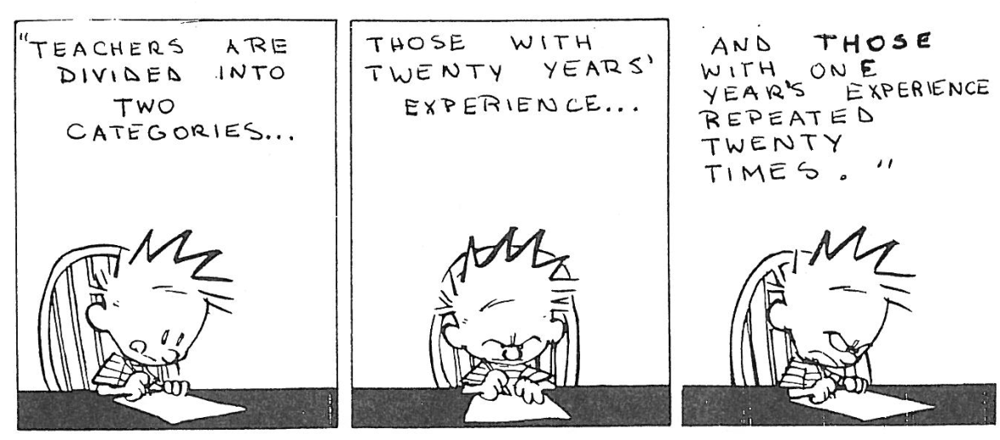 "TEACHERS ARE
DIVIDED INTO
TWO
CATEGORIES...
THOSE WITH
TWENTY YEARS'
EXPERIENCE...
AND THOSE
WITH ONE
YEAR'S EXPERIENCE
REPEATED
TWENTY
TIMES."